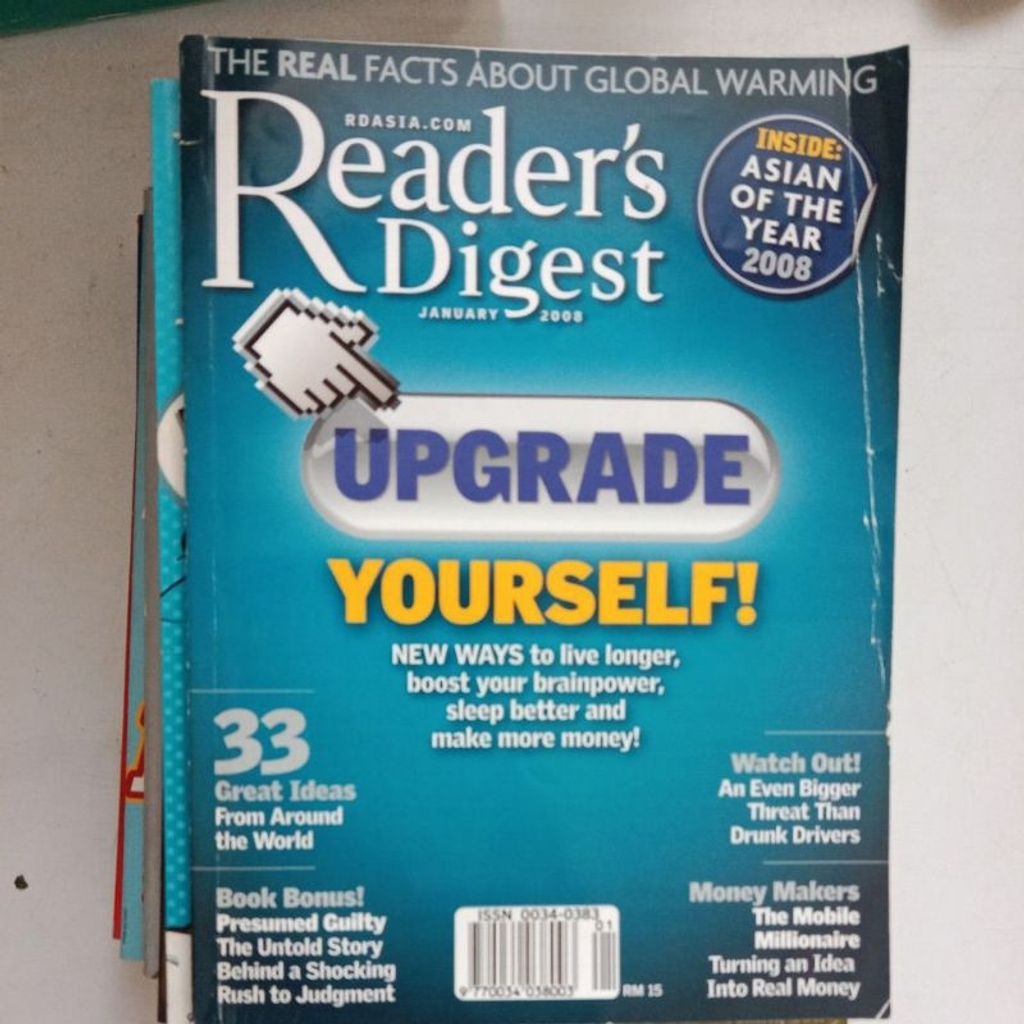 THE REAL FACTS ABOUT GLOBAL WARMING
RDASIA.COM
Reader's
Digest
JANUARY 2008
INSIDE:
ASIAN
OF THE
YEAR
2008
UPGRADE
YOURSELF!
NEW WAYS to live longer,
boost your brainpower,
sleep better and
make more money!
33
Great Ideas
From Around
the World
Book Bonus!
Presumed Guilty
The Untold Story
Behind a Shocking
Rush to Judgment
Watch Out!
An Even Bigger
Threat Than
Drunk Drivers
Money Makers
The Mobile
Millionaire
Turning an Idea
Into Real Money
ISSN 0034-0383
01
9 770034 038003
RM 15